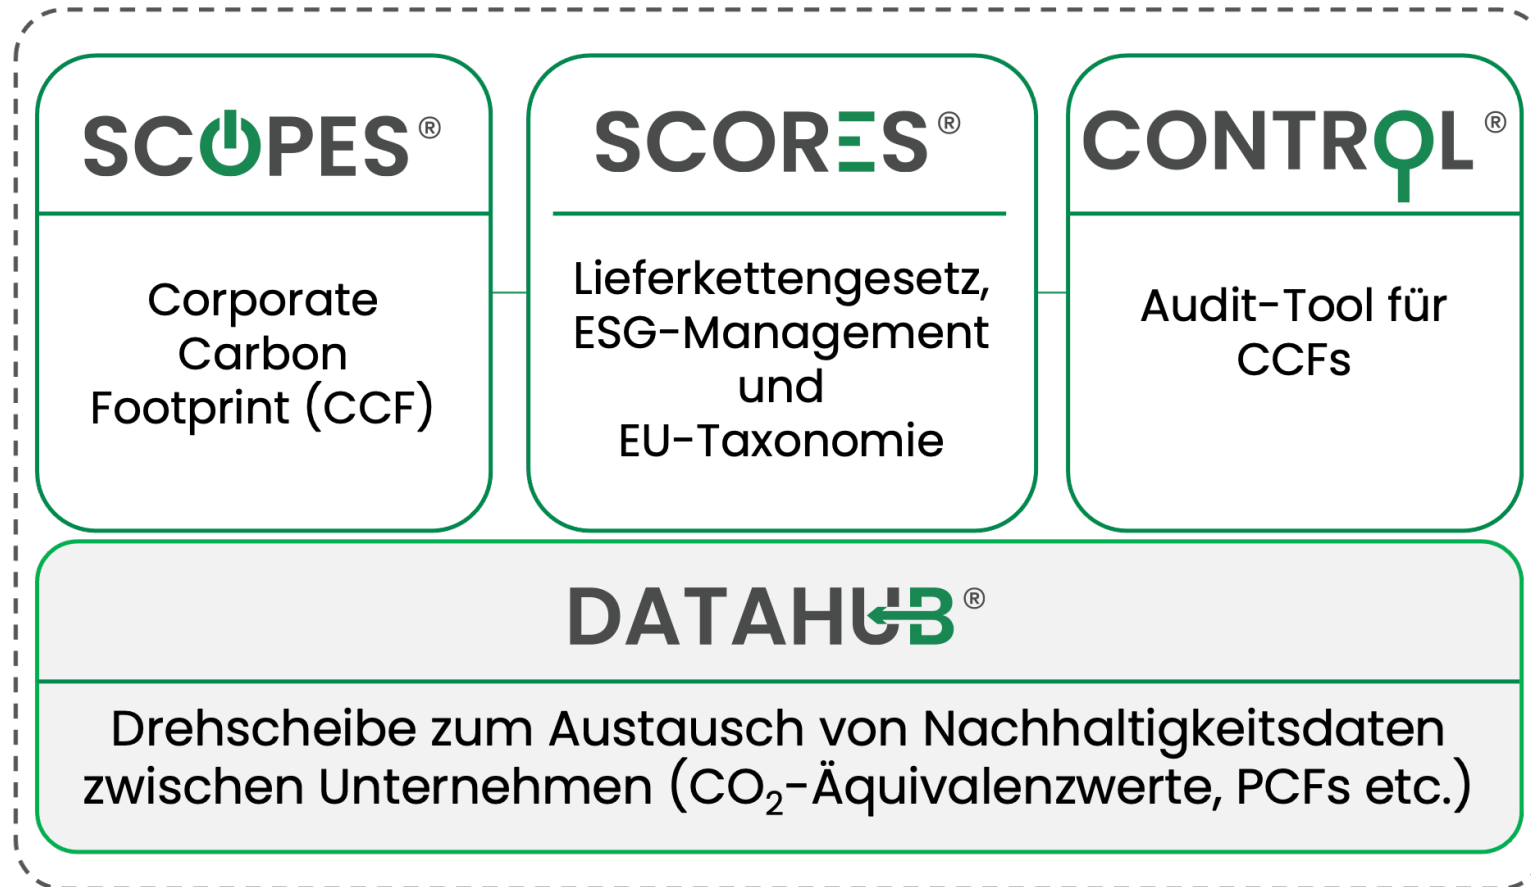 SCOPES®
Corporate
Carbon
Footprint (CCF)
SCORES®
Lieferkettengesetz,
ESG-Management
und
EU-Taxonomie
CONTROL®
Audit-Tool für
CCFs
DATAHUB®
Drehscheibe zum Austausch von Nachhaltigkeitsdaten
zwischen Unternehmen (CO₂-Äquivalenzwerte, PCFs etc.)